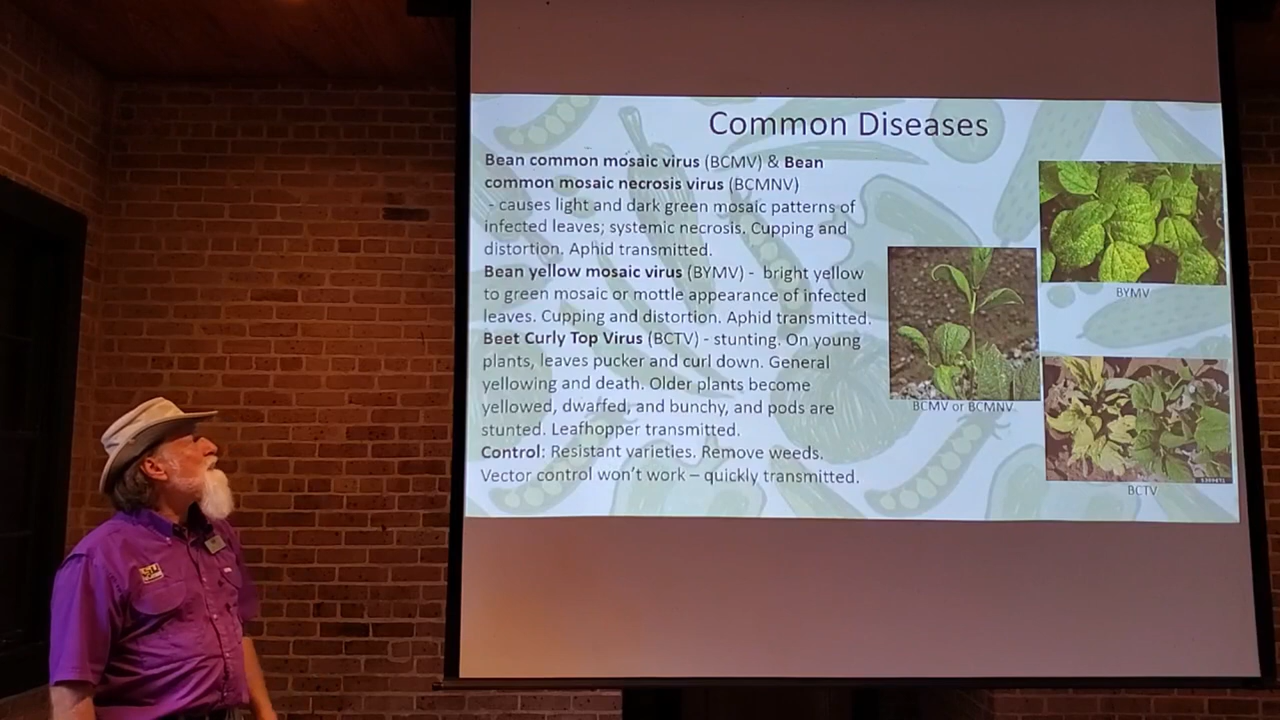 Common Diseases
Bean common mosaic virus (BCMV) & Bean
common mosaic necrosis virus (BCMNV)
- causes light and dark green mosaic patterns of
infected leaves; systemic necrosis. Cupping and
distortion. Aphid transmitted.
Bean yellow mosaic virus (BYMV) - bright yellow
to green mosaic or mottle appearance of infected
leaves. Cupping and distortion. Aphid transmitted.
Beet Curly Top Virus (BCTV) - stunting. On young
plants, leaves pucker and curl down. General
yellowing and death. Older plants become
yellowed, dwarfed, and bunchy, and pods are
stunted. Leafhopper transmitted.
Control: Resistant varieties. Remove weeds.
Vector control won't work – quickly transmitted.
BYMV
BCMV or BCMNV
BCTV